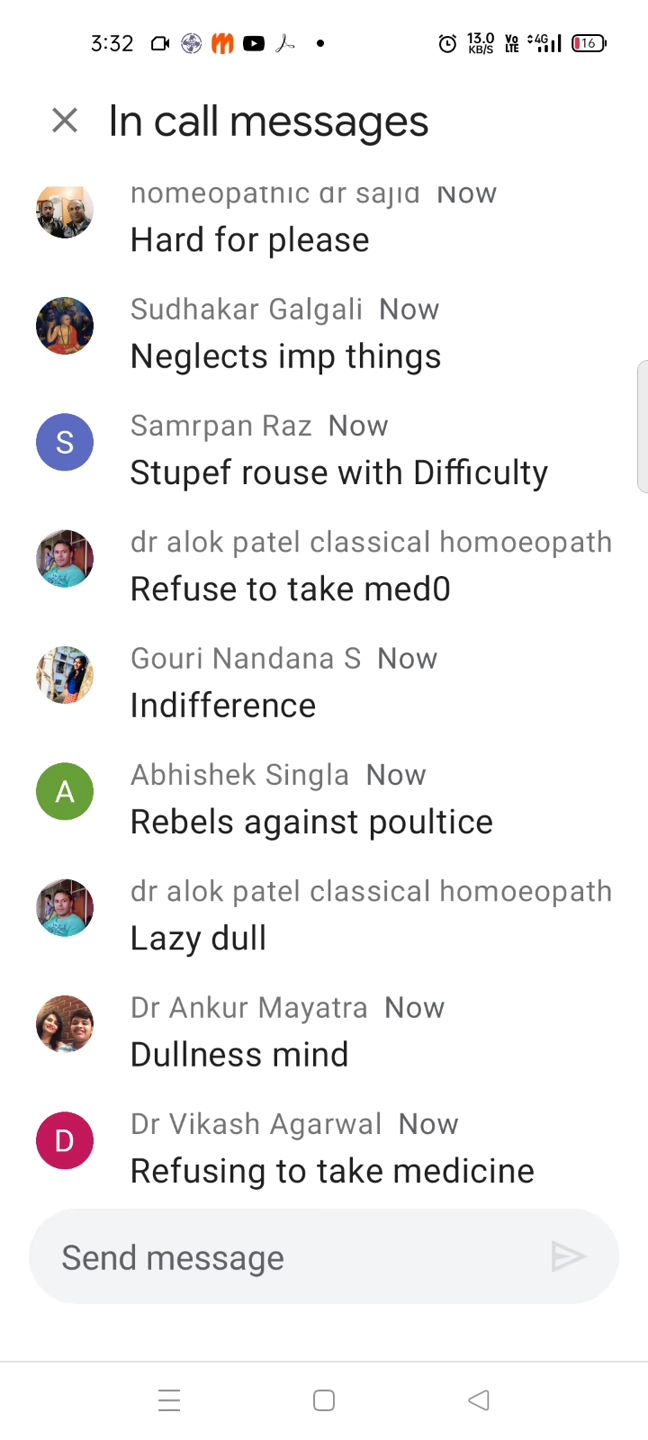 3:32 13.0 KB/S Vo LTE 4G 16
In call messages
homeopathic dr sajid Now
Hard for please
Sudhakar Galgali Now
Neglects imp things
S
Samrpan Raz Now
Stupef rouse with Difficulty
dr alok patel classical homoeopath
Refuse to take med0
Gouri Nandana S Now
Indifference
A
Abhishek Singla Now
Rebels against poultice
dr alok patel classical homoeopath
Lazy dull
Dr Ankur Mayatra Now
Dullness mind
D
Dr Vikash Agarwal Now
Refusing to take medicine
Send message